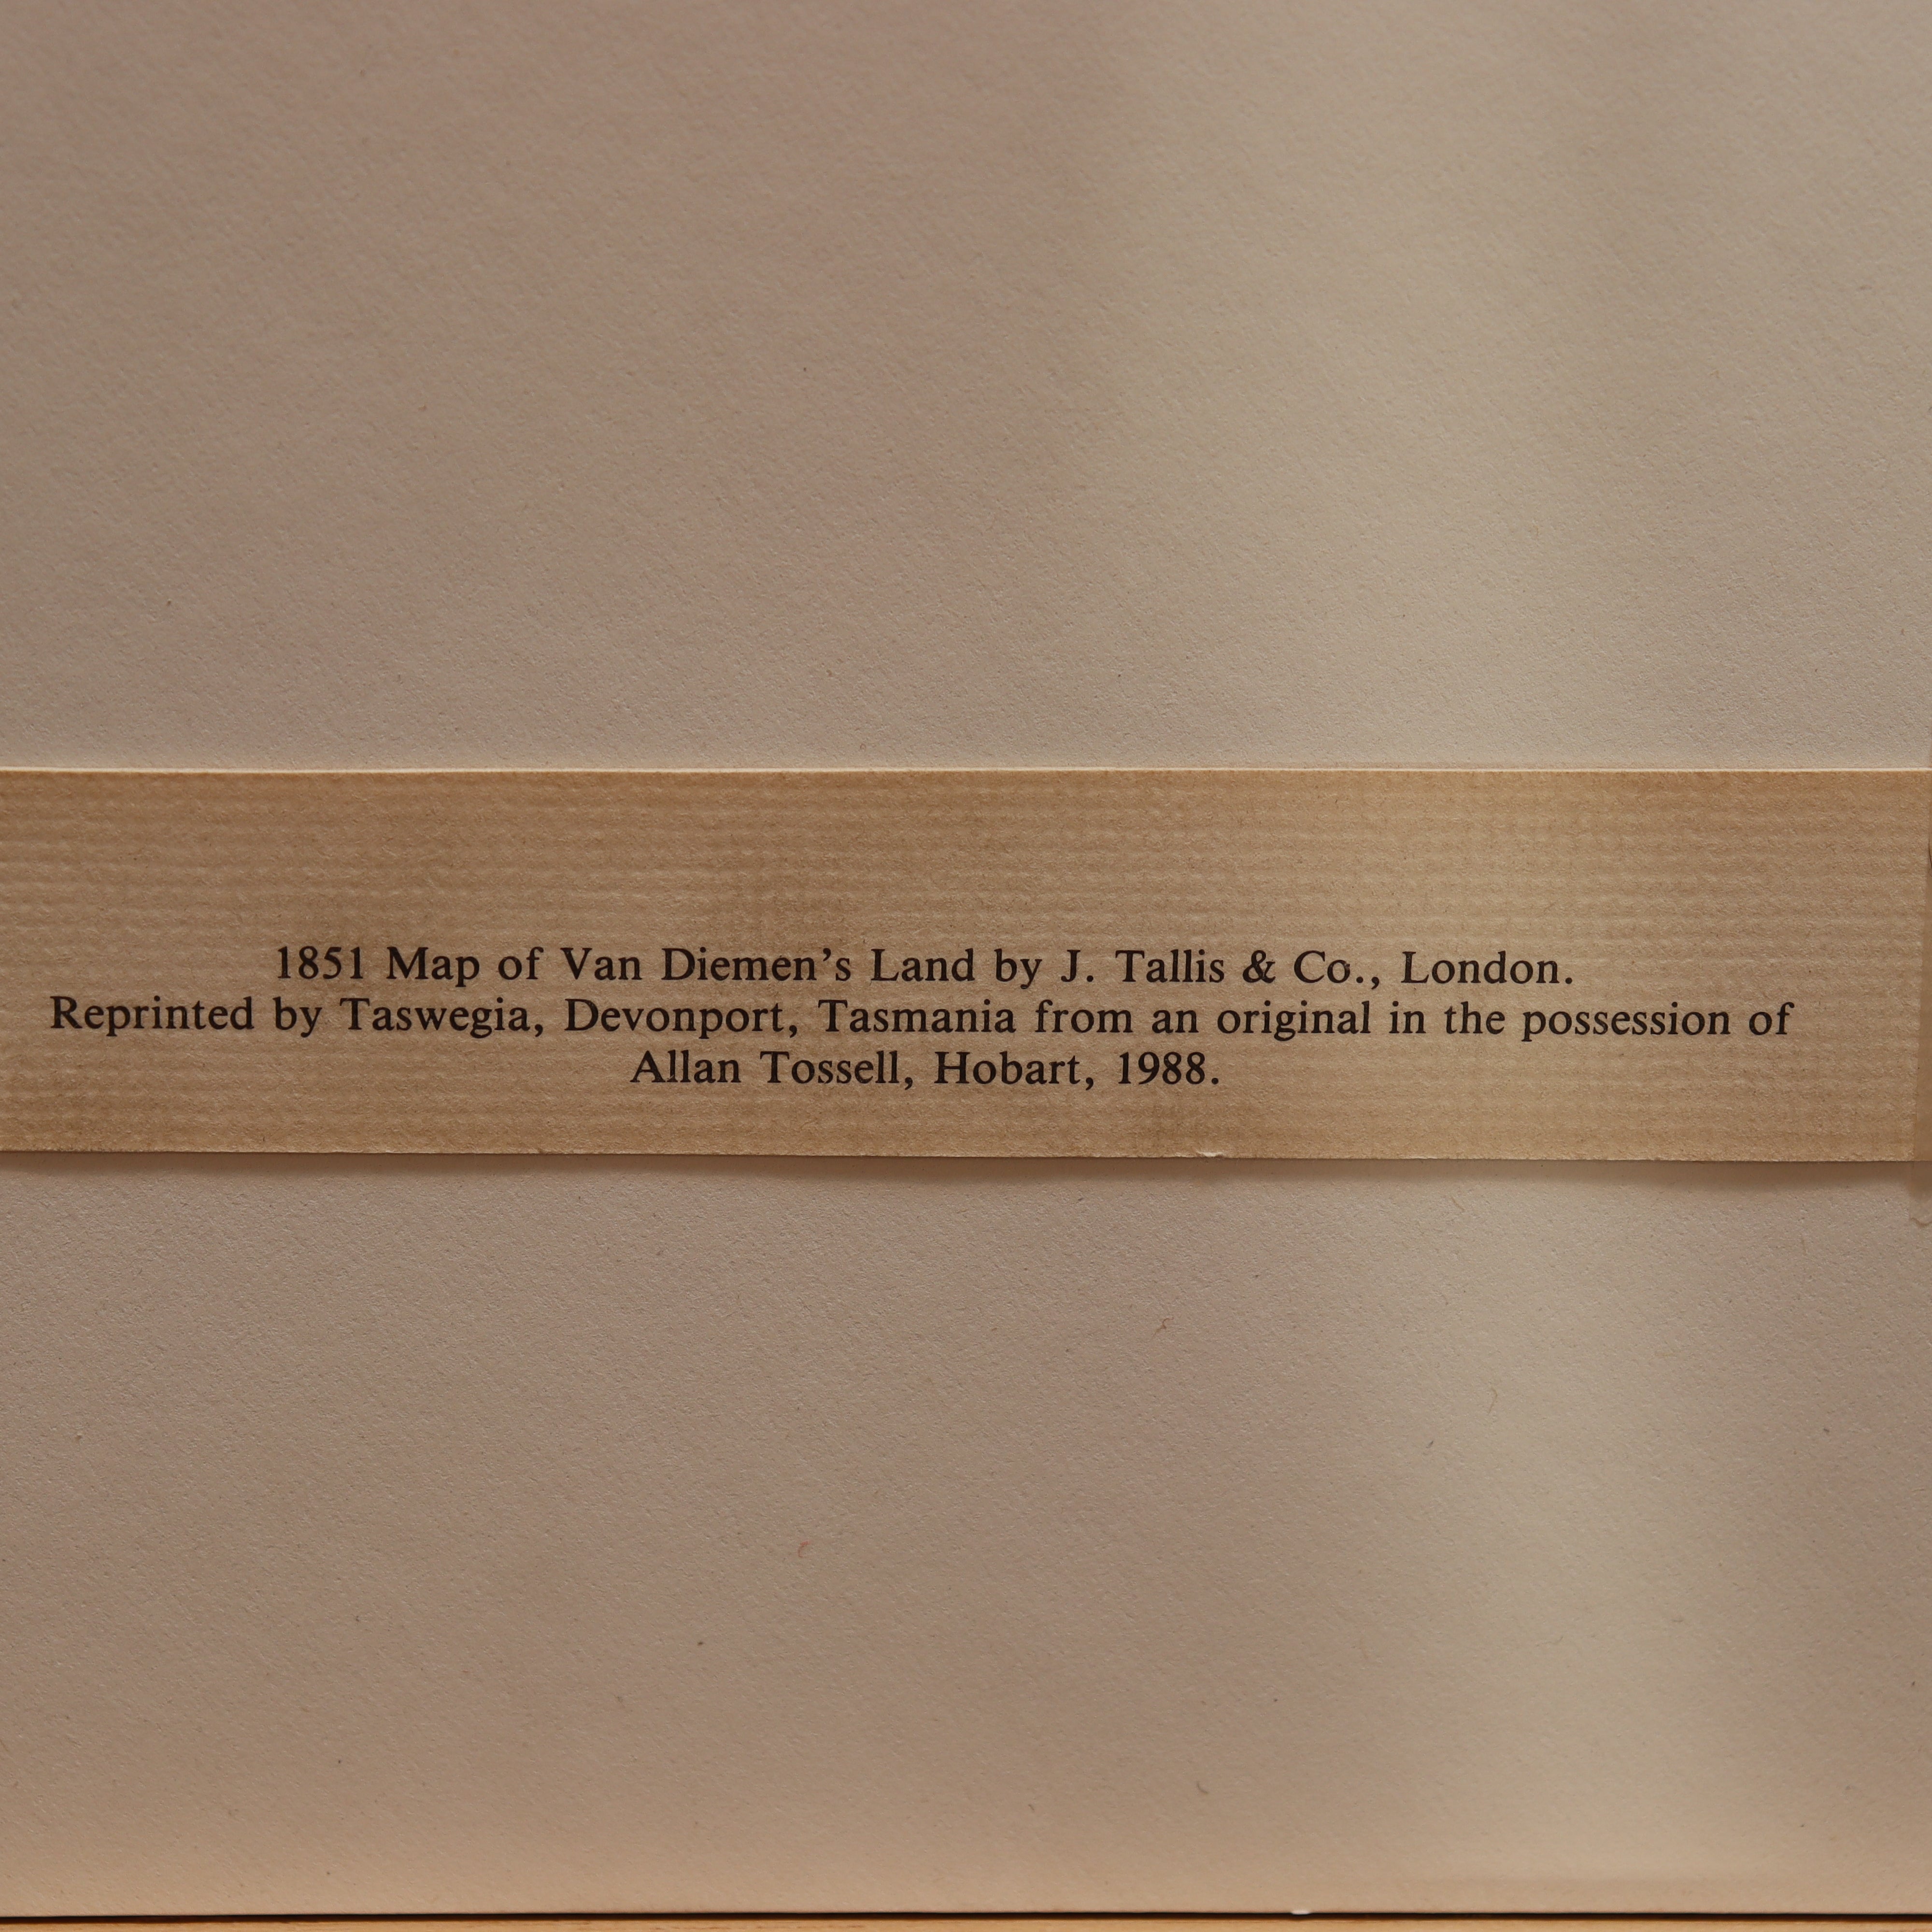 1851 Map of Van Diemen’s Land by J. Tallis & Co., London.
Reprinted by Taswegia, Devonport, Tasmania from an original in the possession of
Allan Tossell, Hobart, 1988.